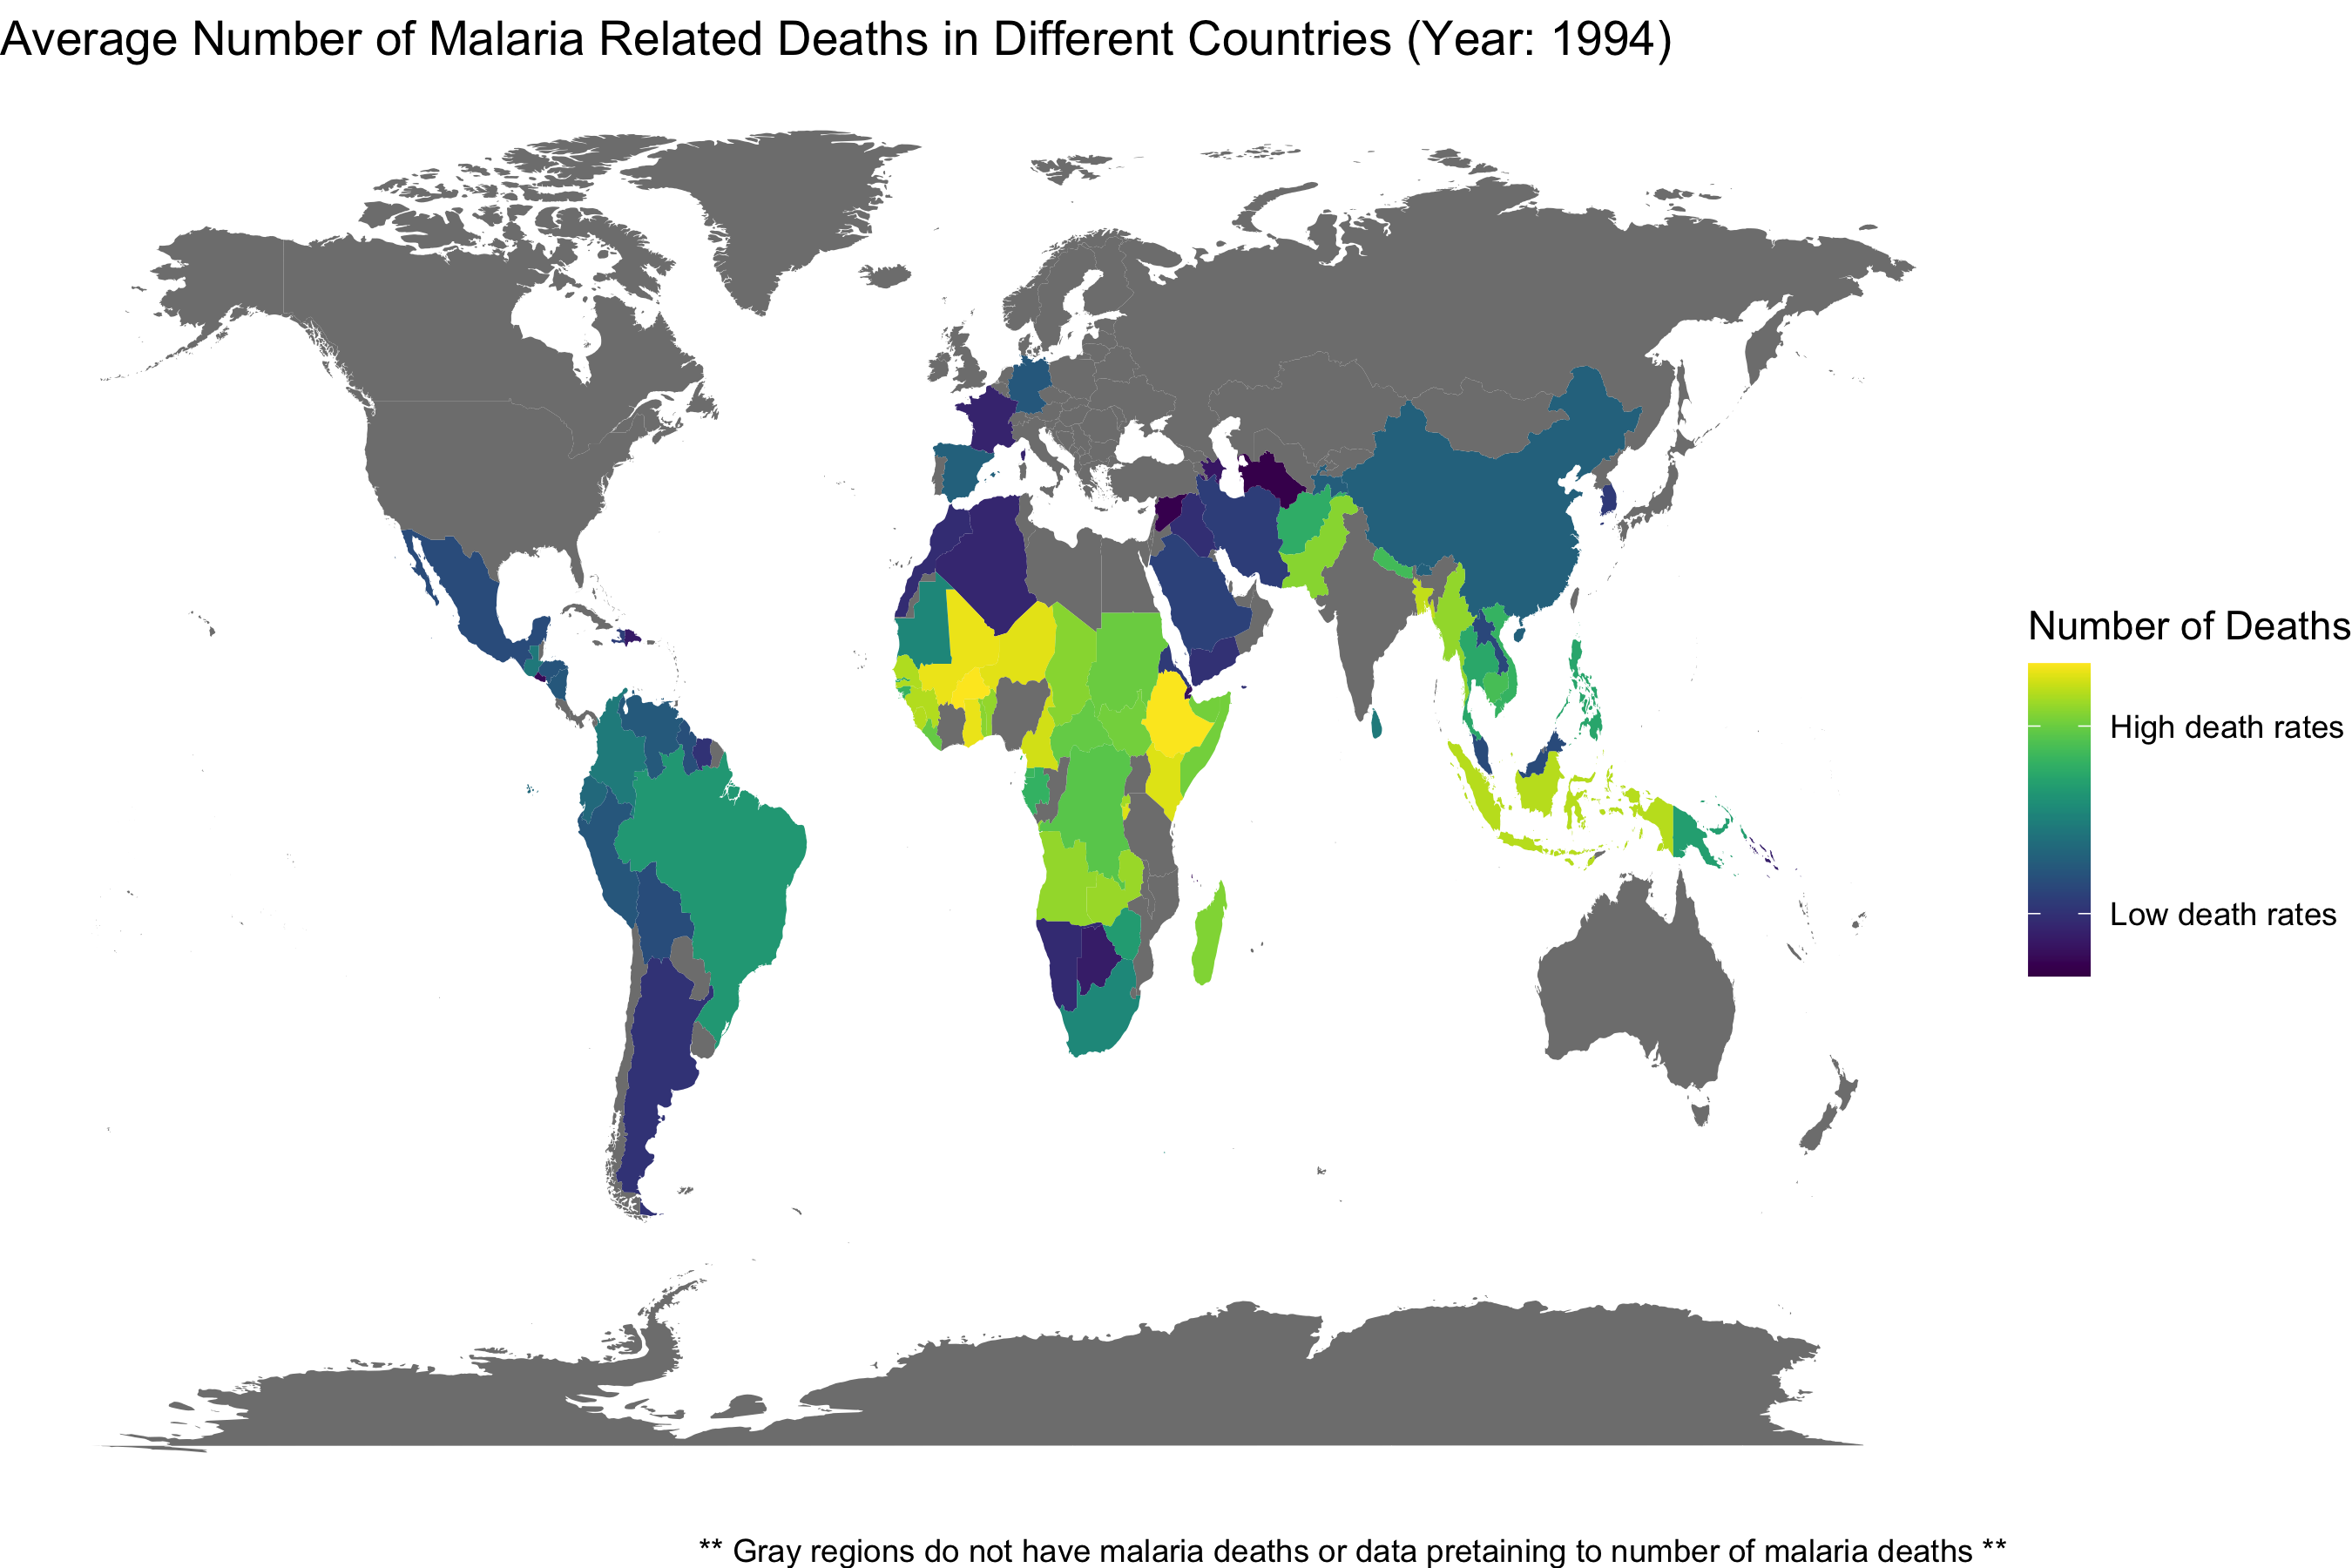 Average Number of Malaria Related Deaths in Different Countries (Year: 1994)
Number of Deaths
High death rates
Low death rates
** Gray regions do not have malaria deaths or data pretaining to number of malaria deaths **